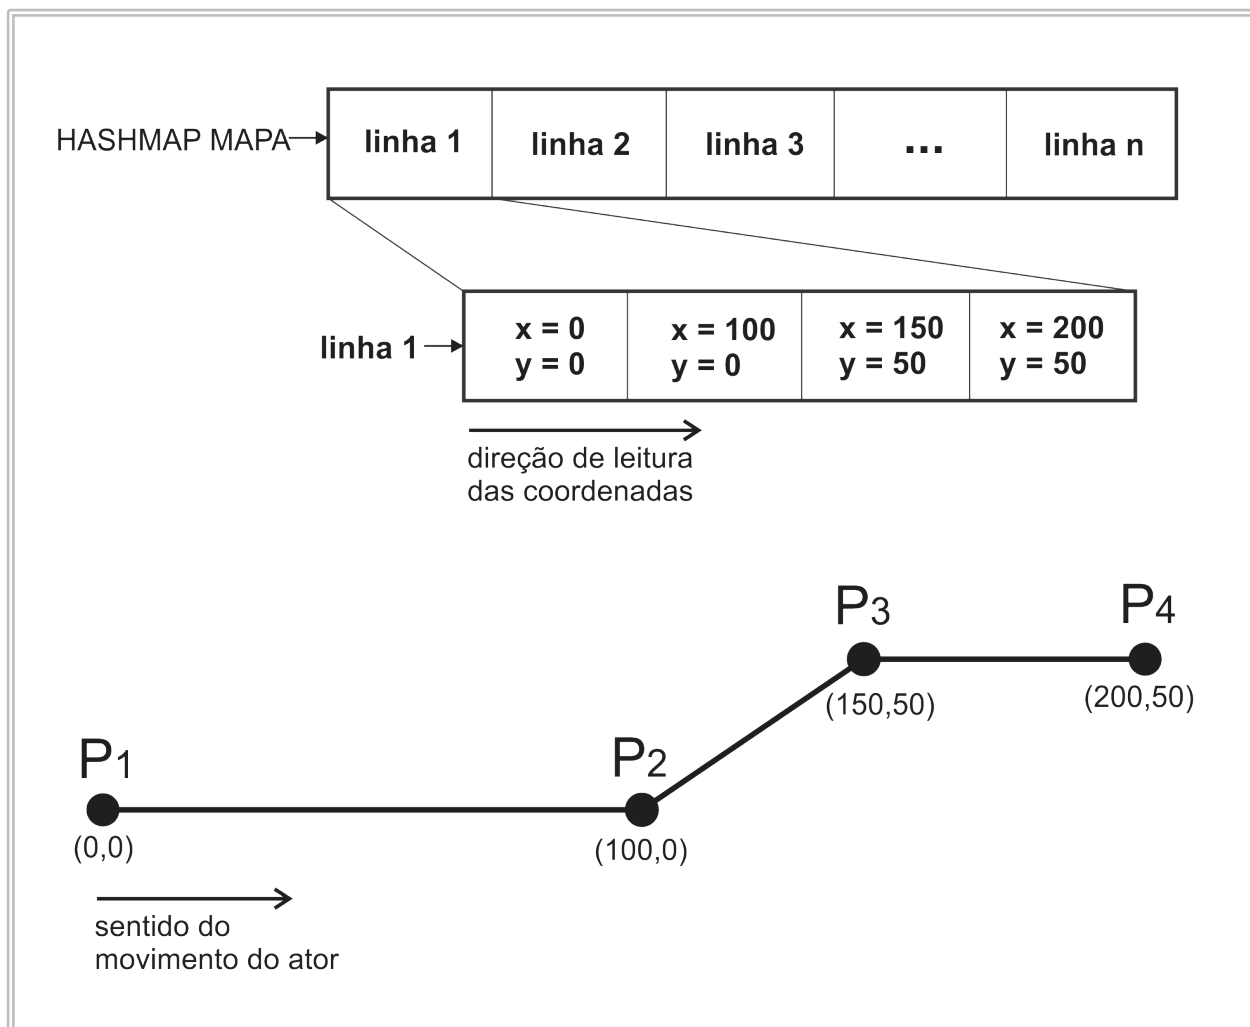 HASHMAP MAPA
linha 1
linha 2
linha 3
...
linha n
linha 1
x = 0
y = 0
x = 100
y = 0
x = 150
y = 50
x = 200
y = 50
direção de leitura
das coordenadas
P1
(0,0)
P2
(100,0)
P3
(150,50)
P4
(200,50)
sentido do
movimento do ator